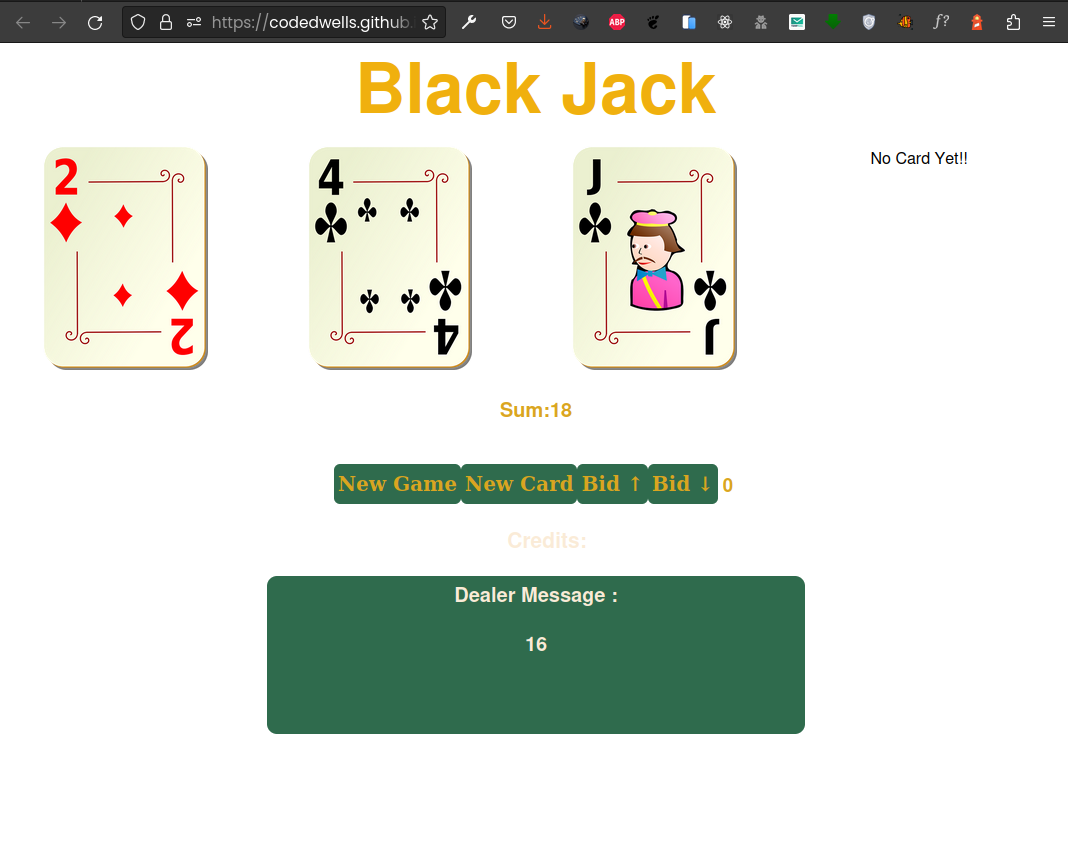 https://codedwells.github.
ABP
f?
Black Jack
2
4
J
No Card Yet!!
2
4
J
Sum:18
New Game New Card Bid ↑ Bid ↓ 0
Credits:
Dealer Message :
16